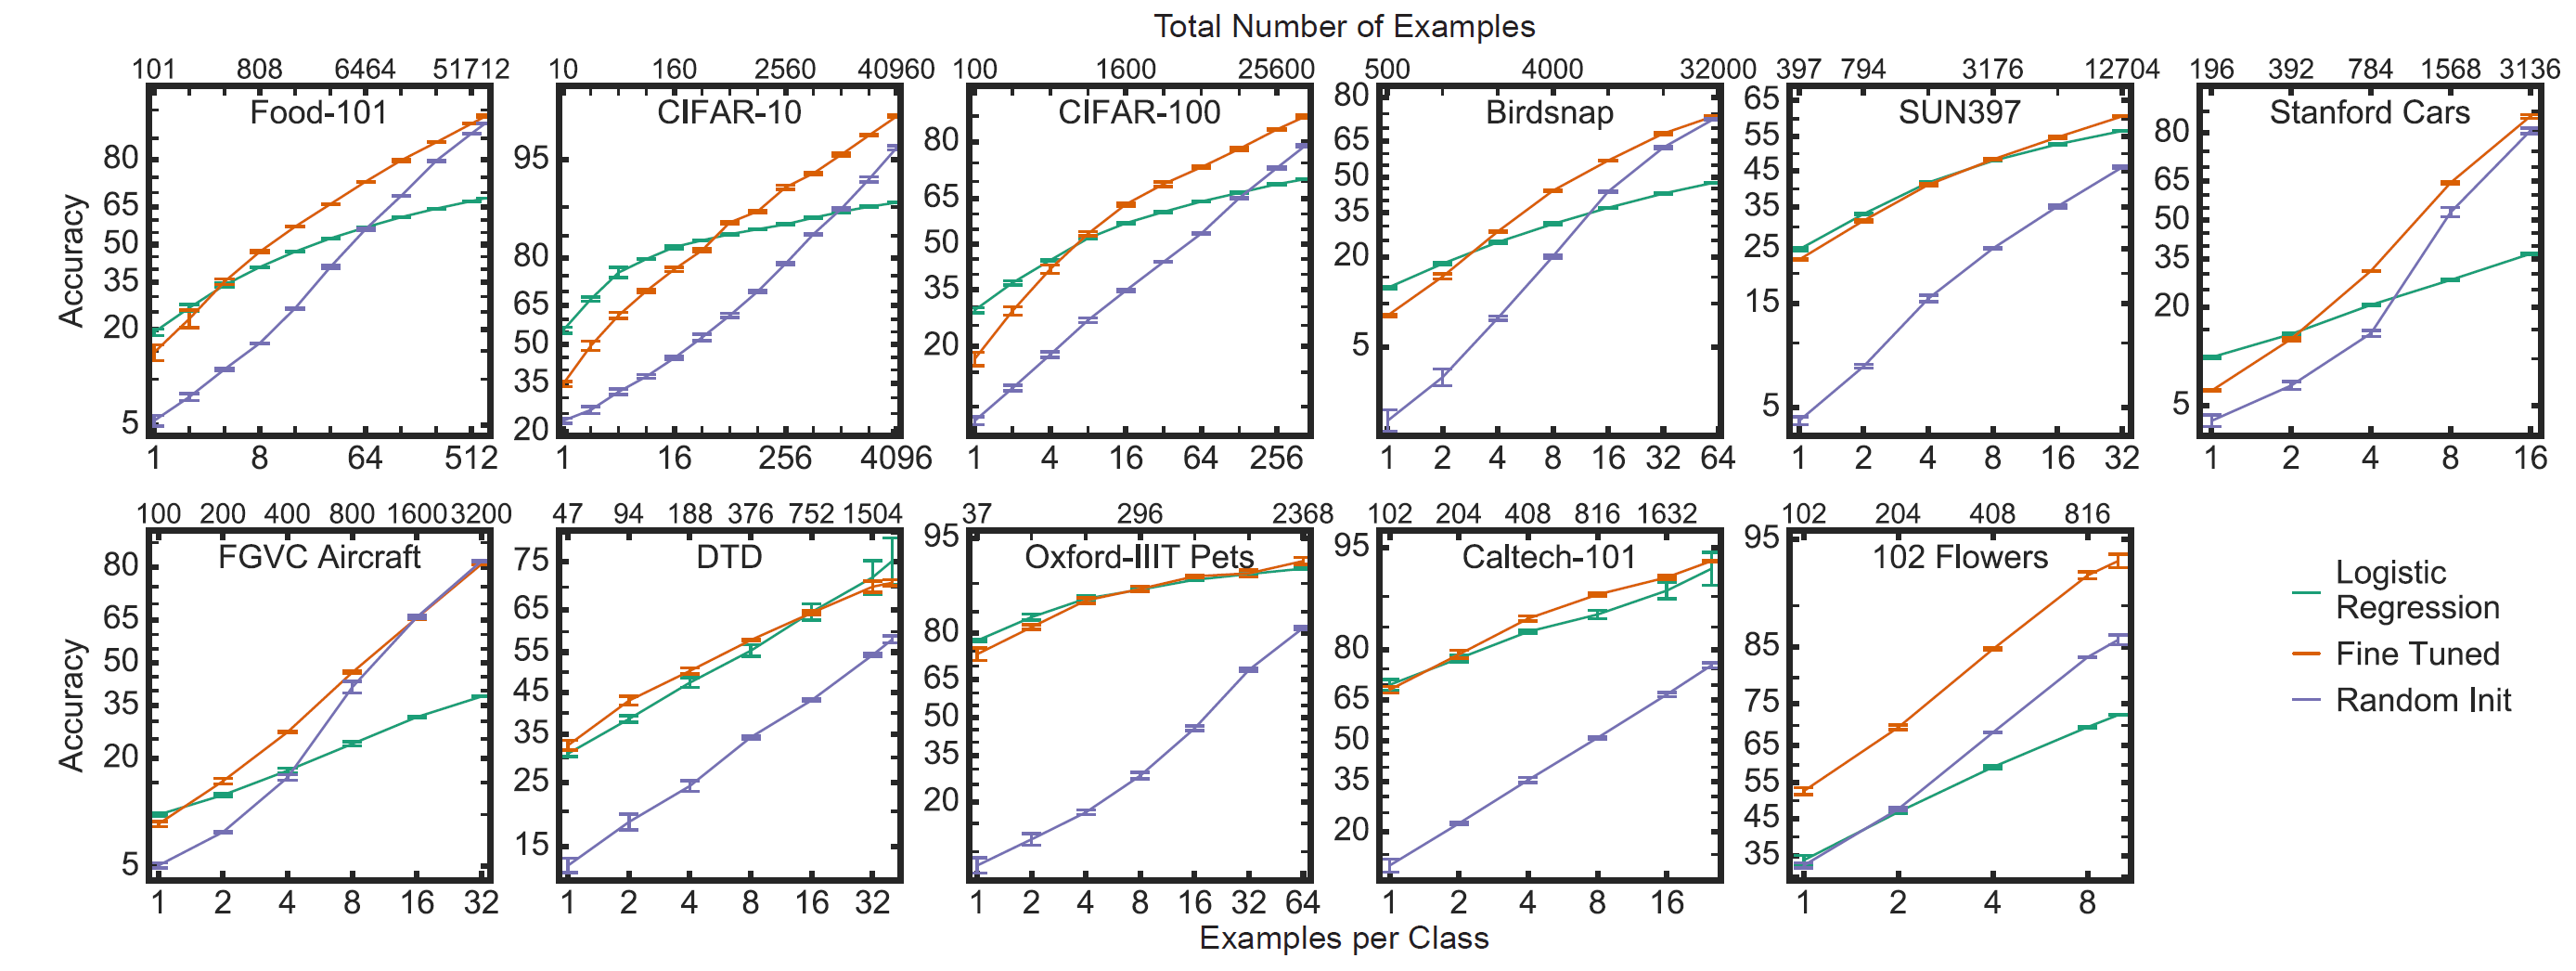 Total Number of Examples
101 808 6464 51712
10 160 2560 40960
100 1600 25600
500 4000 32000
397 794 3176 12704
196 392 784 1568 3136
Food-101
CIFAR-10
CIFAR-100
Birdsnap
SUN397
Stanford Cars
Accuracy
80
65
50
35
20
5
95
80
65
50
35
20
80
65
50
35
20
80
65
50
35
20
5
65
55
45
35
25
15
5
80
65
50
35
20
5
1 8 64 512
1 16 256 4096
1 4 16 64 256
1 2 4 8 16 32 64
1 2 4 8 16 32
1 2 4 8 16
100 200 400 800 1600 3200
47 94 188 376 752 1504
37 296 2368
102 204 408 816 1632
102 204 408 816
FGVC Aircraft
DTD
Oxford-IIIT Pets
Caltech-101
102 Flowers
Accuracy
80
65
50
35
20
5
75
65
55
45
35
25
15
95
80
65
50
35
20
95
80
65
50
35
20
95
85
75
65
55
45
35
1 2 4 8 16 32
1 2 4 8 16 32
1 2 4 8 16 32 64
1 2 4 8 16
1 2 4 8
Logistic
Regression
Fine Tuned
Random Init
Examples per Class